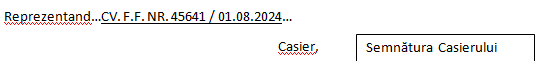 Reprezentand...CV. F.F. NR. 45641 / 01.08.2024...
Casier, Semnătura Casierului